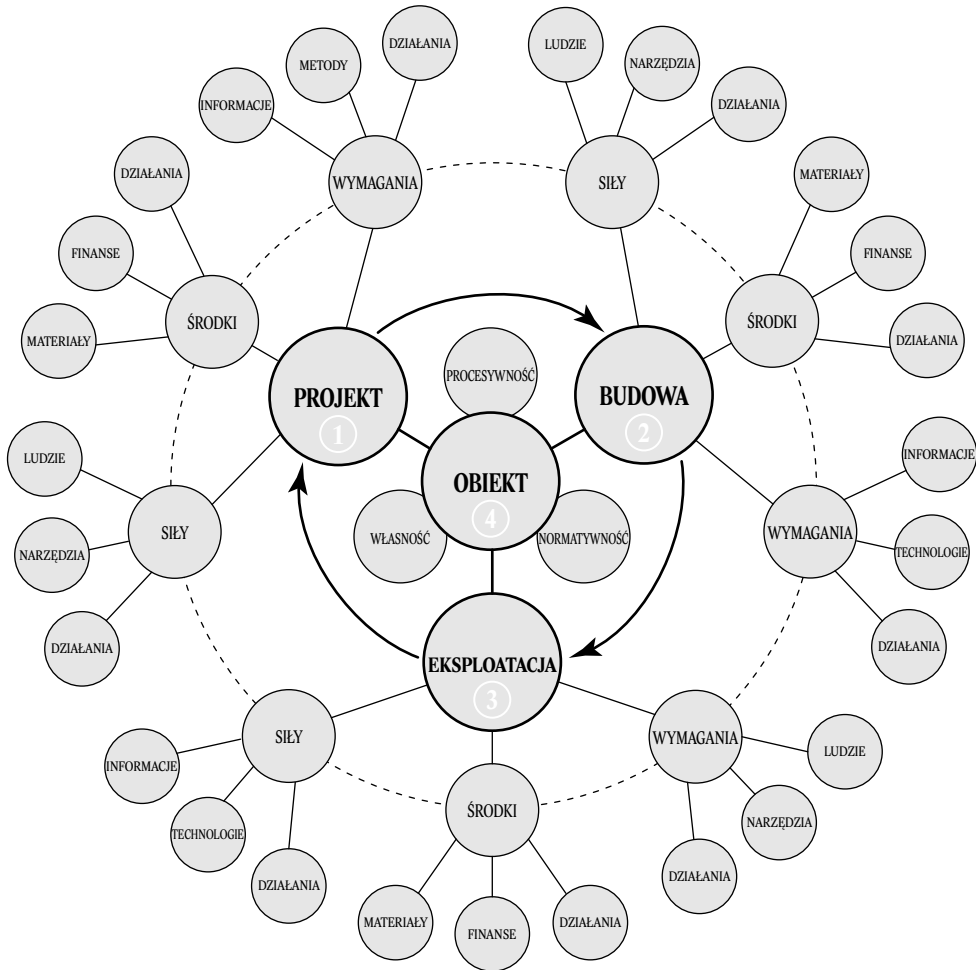 DZIAŁANIA
LUDZIE
METODY
NARZĘDZIA
INFORMACJE
DZIAŁANIA
DZIAŁANIA
WYMAGANIA
SIŁY
MATERIAŁY
FINANSE
FINANSE
MATERIAŁY
ŚRODKI
ŚRODKI
DZIAŁANIA
PROCESYWNOŚĆ
PROJEKT
1
BUDOWA
2
LUDZIE
INFORMACJE
OBIEKT
4
SIŁY
WYMAGANIA
WŁASNOŚĆ
NORMATYWNOŚĆ
NARZĘDZIA
TECHNOLOGIE
DZIAŁANIA
DZIAŁANIA
EKSPLOATACJA
3
SIŁY
WYMAGANIA
INFORMACJE
LUDZIE
ŚRODKI
TECHNOLOGIE
NARZĘDZIA
DZIAŁANIA
DZIAŁANIA
MATERIAŁY
FINANSE
DZIAŁANIA